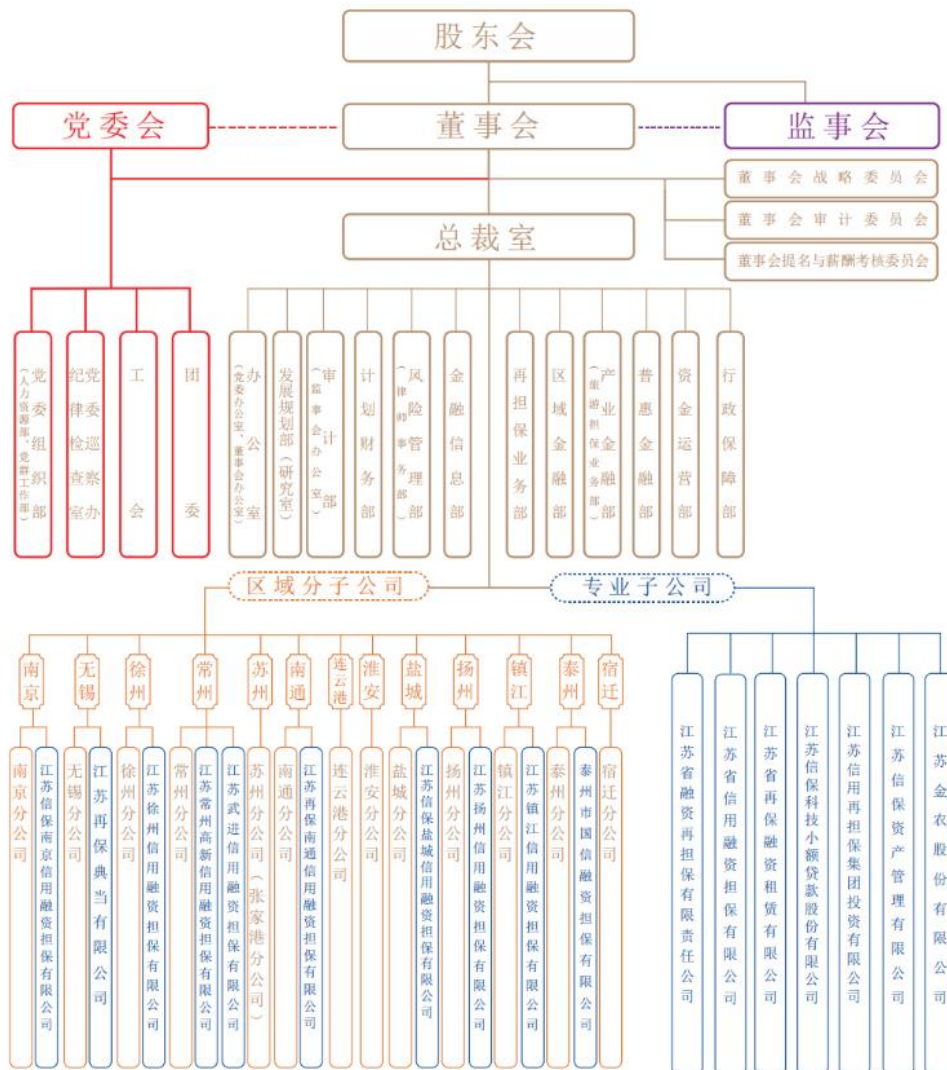 股东会
党委会
董事会
监事会
董事会战略委员会
董事会审计委员会
董事会提名与薪酬考核委员会
总裁室
党委组织部
（人力资源部、党群工作部）
党委巡察办
纪律检查室
工会
团委
办公室
（党委办公室、董事会办公室）
发展规划部（研究室）
审计部
（监事会办公室）
计划财务部
风险管理部
（律师事务部）
金融信息部
再担保业务部
区域金融部
产业金融部
（旅游担保业务部）
普惠金融部
资金运营部
行政保障部
区域分子公司
专业子公司
南京
无锡
徐州
常州
苏州
南通
连云港
淮安
盐城
扬州
镇江
泰州
宿迁
南京分公司
江苏信保南京信用融资担保有限公司
无锡分公司
江苏再保典当有限公司
徐州分公司
江苏徐州信用融资担保有限公司
常州分公司
江苏常州高新信用融资担保有限公司
江苏武进信用融资担保有限公司
苏州分公司（张家港分公司）
南通分公司
江苏再保南通信用融资担保有限公司
连云港分公司
淮安分公司
盐城分公司
江苏信保盐城信用融资担保有限公司
扬州分公司
江苏扬州信用融资担保有限公司
镇江分公司
江苏镇江信用融资担保有限公司
泰州分公司
泰州市国信融资担保有限公司
宿迁分公司
江苏省融资再担保有限责任公司
江苏省信用融资担保有限公司
江苏省再保融资租赁有限公司
江苏信保科技小额贷款股份有限公司
江苏信用再担保集团投资有限公司
江苏信保资产管理有限公司
江苏金农股份有限公司